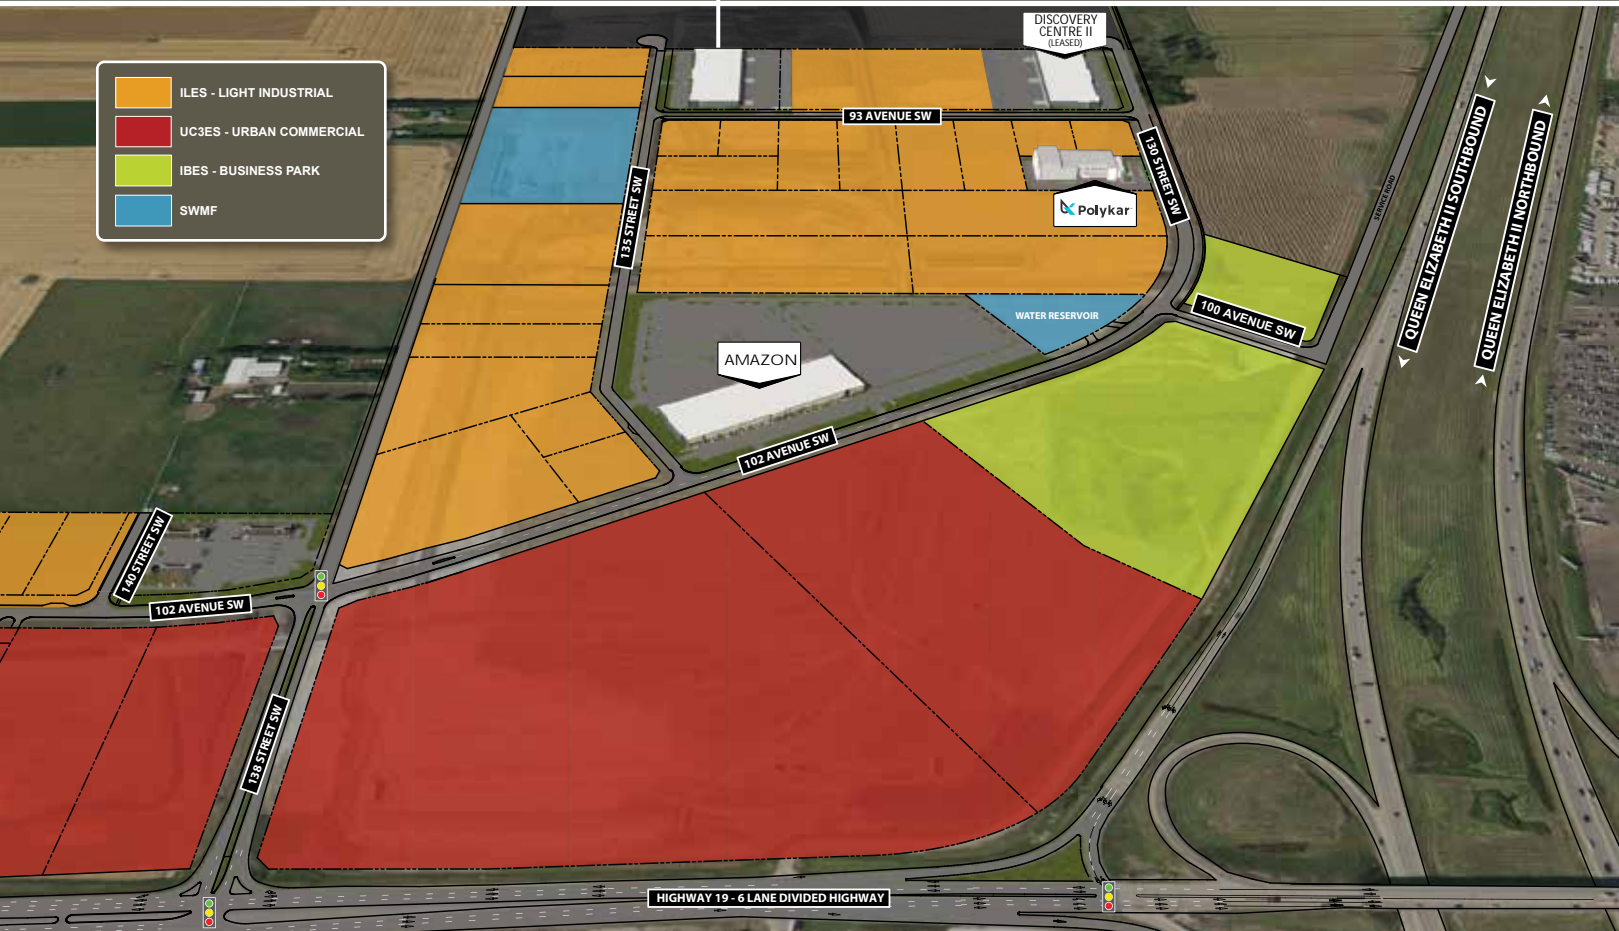 DISCOVERY
CENTRE II
(LEASED)
ILES - LIGHT INDUSTRIAL
UC3ES - URBAN COMMERCIAL
IBES - BUSINESS PARK
SWMF
93 AVENUE SW
130 STREET SW
135 STREET SW
Polykar
SERVICE ROAD
QUEEN ELIZABETH II SOUTHBOUND
QUEEN ELIZABETH II NORTHBOUND
100 AVENUE SW
WATER RESERVOIR
AMAZON
102 AVENUE SW
140 STREET SW
102 AVENUE SW
138 STREET SW
HIGHWAY 19 - 6 LANE DIVIDED HIGHWAY